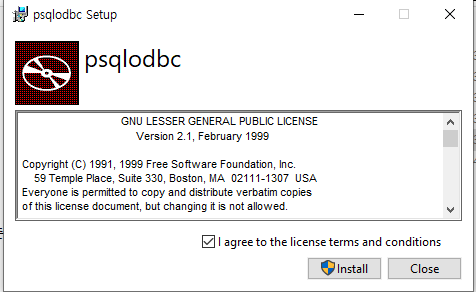 psqlodbc Setup
psqlodbc
GNU LESSER GENERAL PUBLIC LICENSE
Version 2.1, February 1999
Copyright (C) 1991, 1999 Free Software Foundation, Inc.
59 Temple Place, Suite 330, Boston, MA  02111-1307  USA
Everyone is permitted to copy and distribute verbatim copies
of this license document, but changing it is not allowed.
I agree to the license terms and conditions
Install
Close